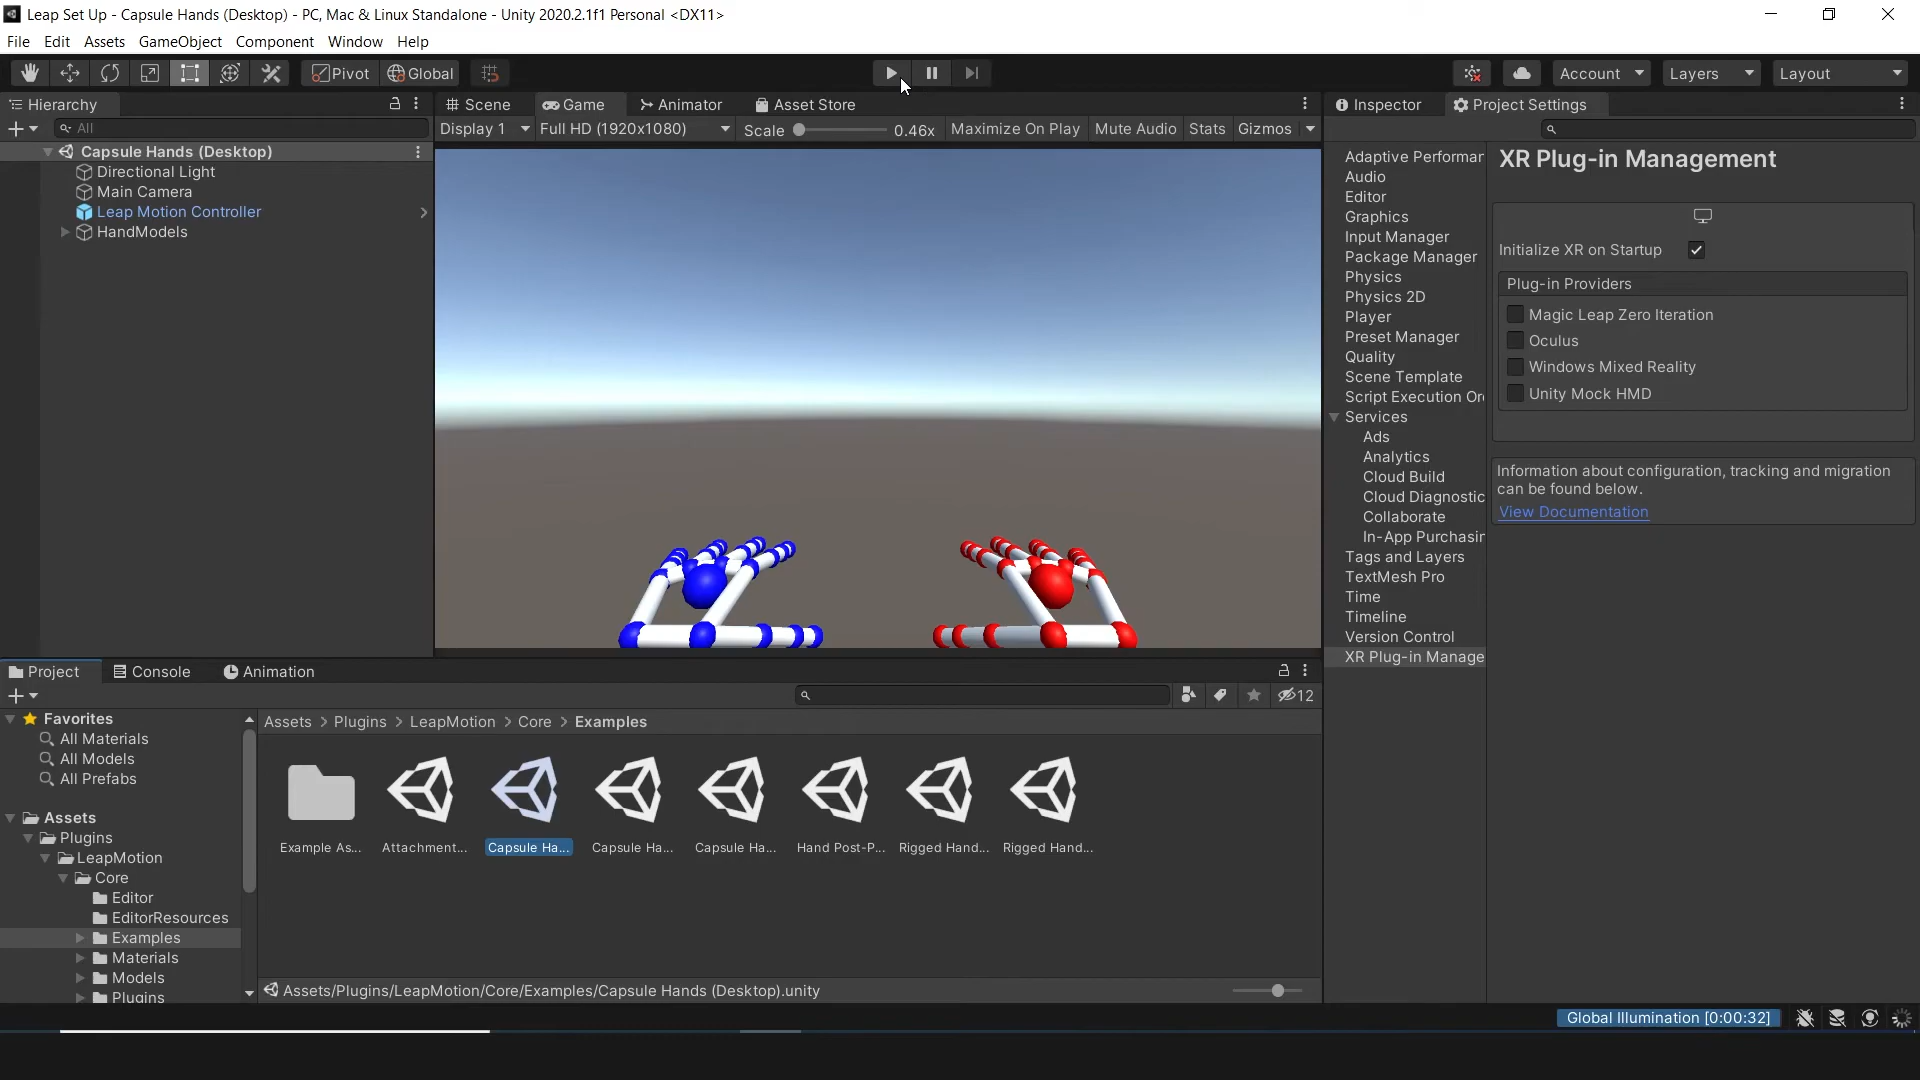 Leap Set Up - Capsule Hands (Desktop) - PC, Mac & Linux Standalone - Unity 2020.2.1f1 Personal <DX11>
File Edit Assets GameObject Component Window Help
Pivot Global Account Layers Layout
Hierarchy
All
Capsule Hands (Desktop)
Directional Light
Main Camera
Leap Motion Controller
HandModels
Scene Game Animator Asset Store
Display 1 Full HD (1920x1080) Scale 0.46x Maximize On Play Mute Audio Stats Gizmos
Inspector Project Settings
Adaptive Performar
Audio
Editor
Graphics
Input Manager
Package Manager
Physics
Physics 2D
Player
Preset Manager
Quality
Scene Template
Script Execution Or
Services
Ads
Analytics
Cloud Build
Cloud Diagnostic
Collaborate
In-App Purchasir
Tags and Layers
TextMesh Pro
Time
Timeline
Version Control
XR Plug-in Manage
XR Plug-in Management
Initialize XR on Startup
Plug-in Providers
Magic Leap Zero Iteration
Oculus
Windows Mixed Reality
Unity Mock HMD
Information about configuration, tracking and migration
can be found below.
View Documentation
Project Console Animation
12
Favorites
All Materials
All Models
All Prefabs
Assets
Plugins
LeapMotion
Core
Editor
EditorResources
Examples
Materials
Models
Plugins
Assets > Plugins > LeapMotion > Core > Examples
Example As... Attachment... Capsule Ha... Capsule Ha... Capsule Ha... Hand Post-P... Rigged Hand... Rigged Hand...
Assets/Plugins/LeapMotion/Core/Examples/Capsule Hands (Desktop).unity
Global Illumination [0:00:32]